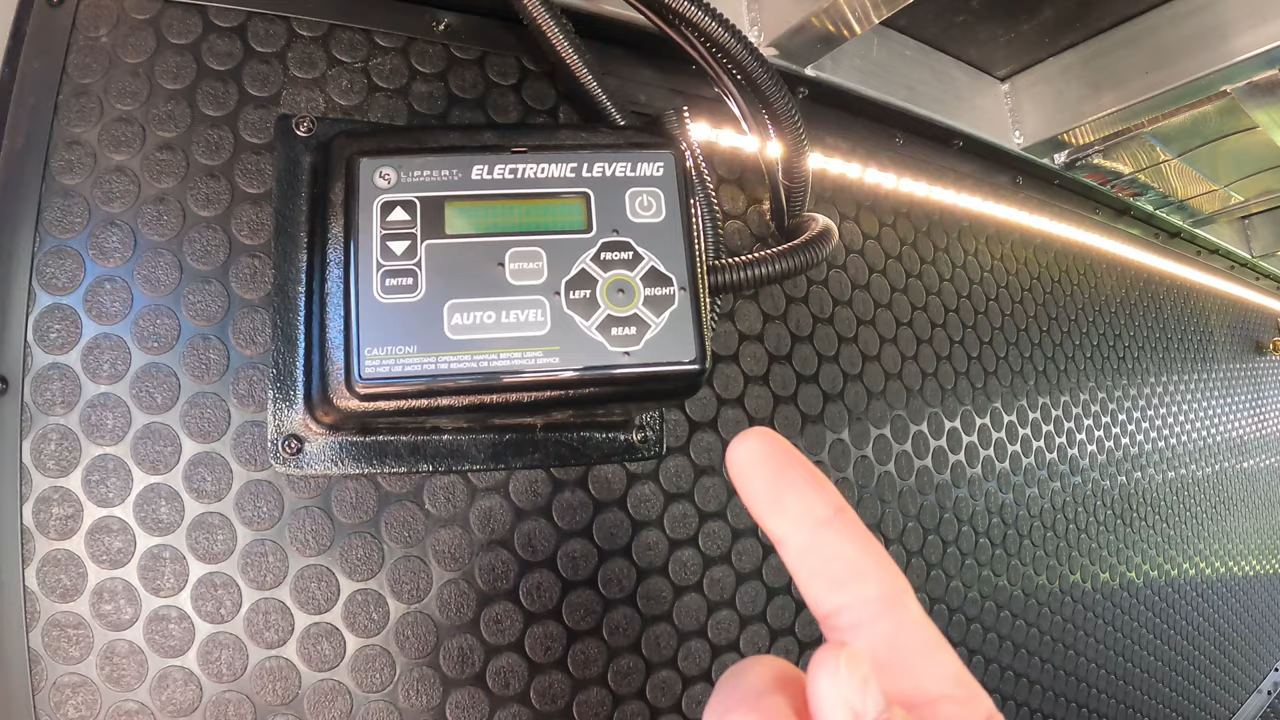 LCI LIPPERT COMPONENTS® ELECTRONIC LEVELING
ENTER
RETRACT
AUTO LEVEL
FRONT
LEFT RIGHT
REAR
CAUTION!
READ AND UNDERSTAND OPERATORS MANUAL BEFORE USING.
DO NOT USE JACKS FOR TIRE REMOVAL OR UNDER-VEHICLE SERVICE